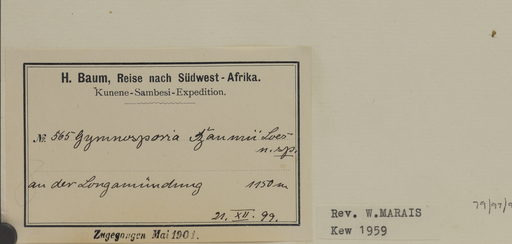 H. Baum, Reise nach Südwest-Afrika.
Kunene-Sambesi-Expedition.
№ 565 Gymnosporia Baumii Loes
n. sp.
an der Longamündung 1150 m
21. XII. 99.
Zugegangen Mai 1901.
Rev. W.MARAIS
Kew 1959